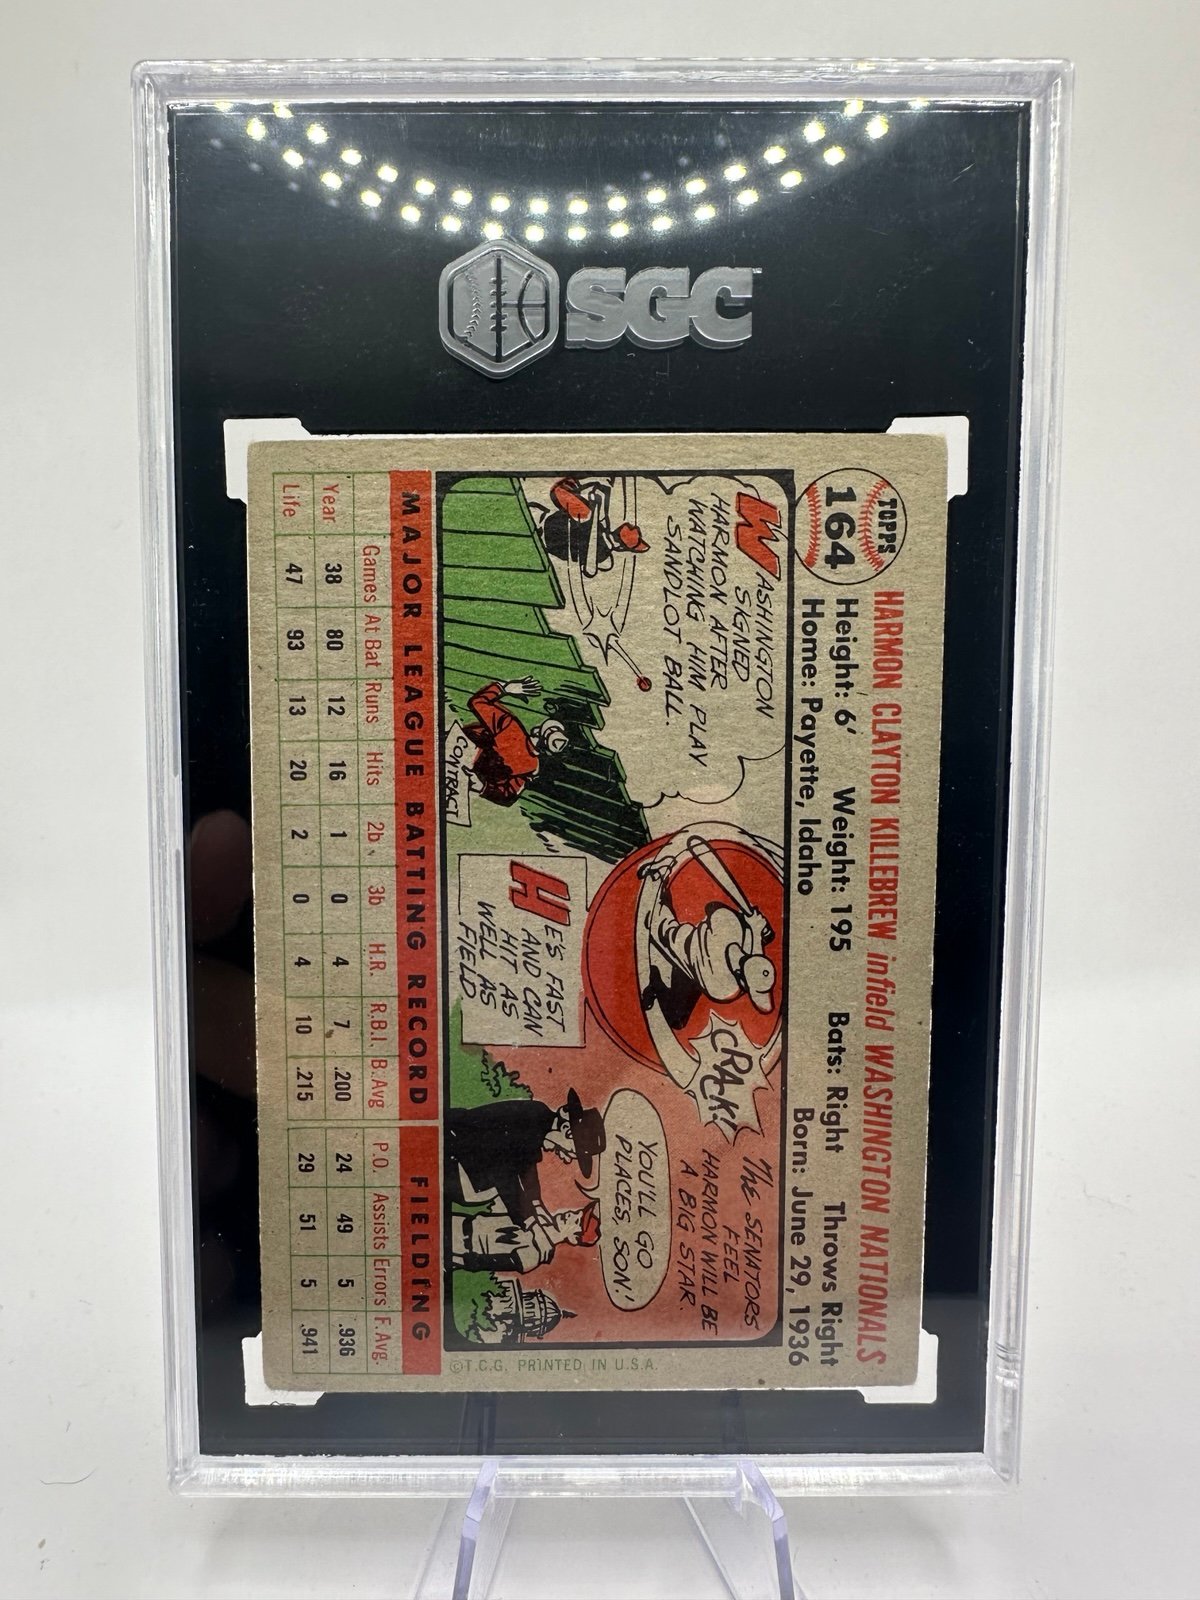 SGC
TOPPS
164
HARMON CLAYTON KILLEBREW infield WASHINGTON NATIONALS
Height: 6' Weight: 195 Bats: Right Throws Right
Home: Payette, Idaho Born: June 29, 1936
WASHINGTON
SIGNED
HARMON AFTER
WATCHING HIM PLAY
SANDLOT BALL.
CONTRACT
CRACK!
HE'S FAST
AND CAN
HIT AS
WELL AS
FIELD
THE SENATORS
FEEL
HARMON WILL BE
A BIG STAR.
YOU'LL GO
PLACES, SON!
W
©T.C.G. PRINTED IN U.S.A.
MAJOR LEAGUE BATTING RECORD FIELDING
Games At Bat Runs Hits 2b 3b H.R. R.B.I. B.Avg P.O. Assists Errors F.Avg.
Year 38 80 12 16 1 0 4 7 .200 24 49 5 .936
Life 47 93 13 20 2 0 4 10 .215 29 51 5 .941